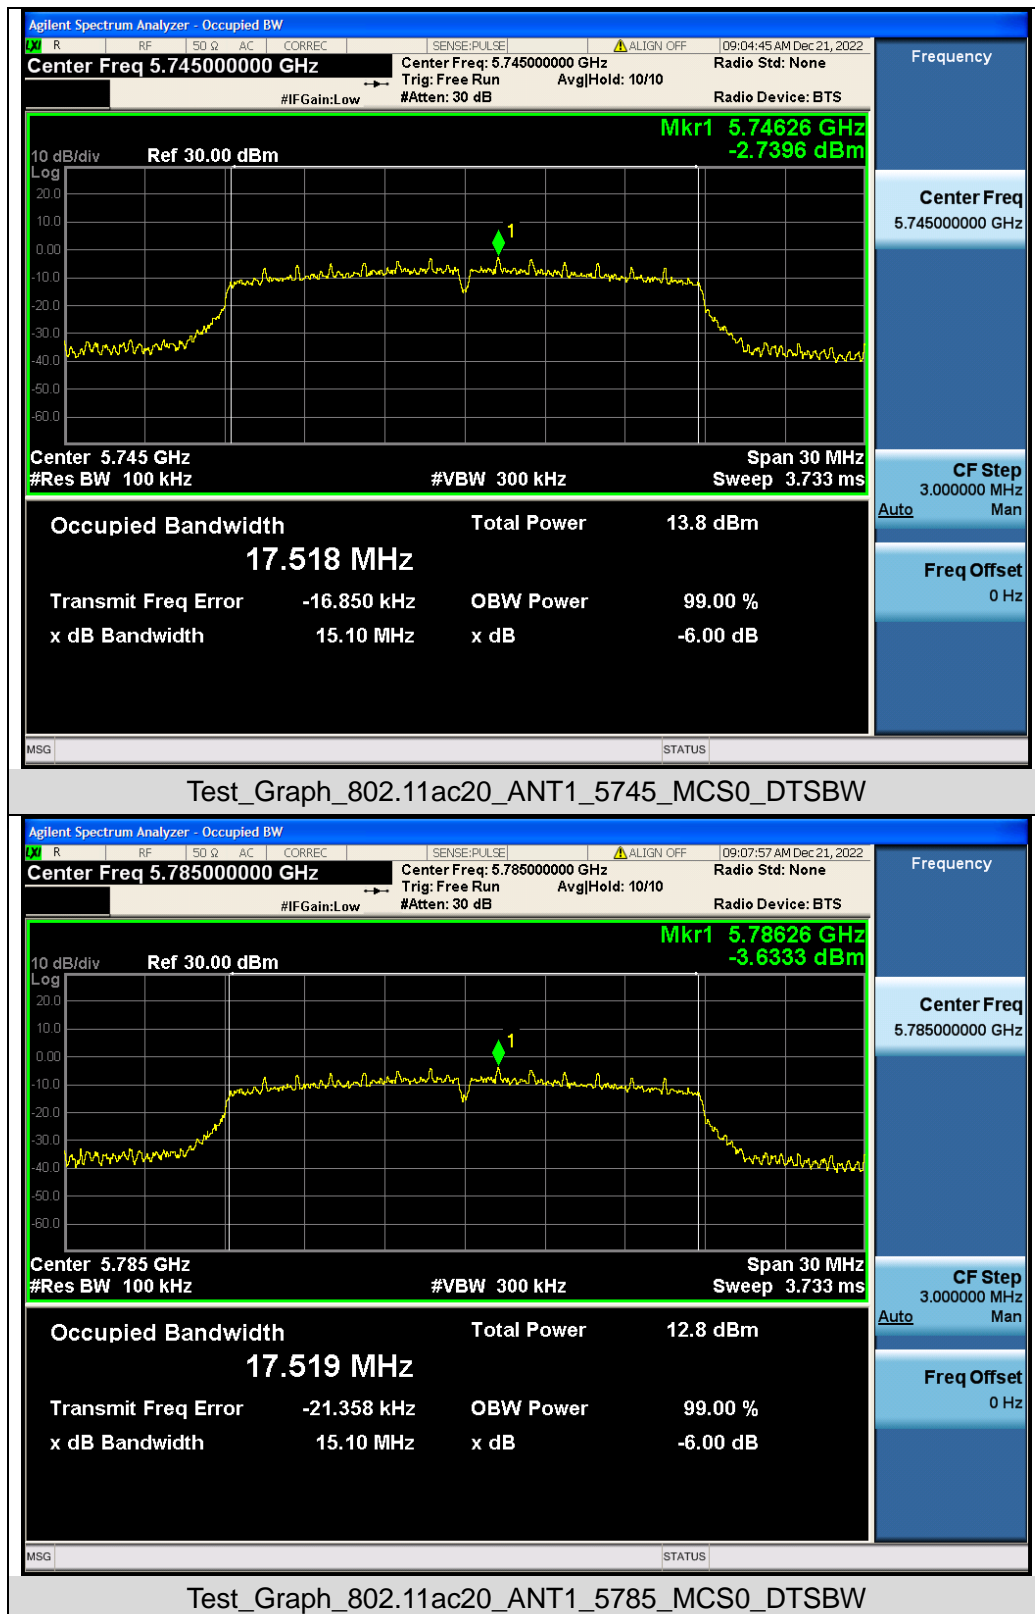 Agilent Spectrum Analyzer - Occupied BW
LXI R RF 50 Ω AC CORREC SENSE:PULSE ALIGN OFF 09:04:45 AM Dec 21, 2022
Center Freq 5.745000000 GHz
Center Freq: 5.745000000 GHz
Radio Std: None
Trig: Free Run Avg|Hold: 10/10
#IFGain:Low
#Atten: 30 dB
Radio Device: BTS
Mkr1 5.74626 GHz
-2.7396 dBm
10 dB/div Ref 30.00 dBm
Log
20.0
10.0
0.00
-10.0
-20.0
-30.0
-40.0
-50.0
-60.0
1
Center 5.745 GHz Span 30 MHz
#Res BW 100 kHz #VBW 300 kHz Sweep 3.733 ms
Occupied Bandwidth Total Power 13.8 dBm
17.518 MHz
Transmit Freq Error -16.850 kHz OBW Power 99.00 %
x dB Bandwidth 15.10 MHz x dB -6.00 dB
MSG STATUS
Frequency
Center Freq
5.745000000 GHz
CF Step
3.000000 MHz
Auto Man
Freq Offset
0 Hz
Test_Graph_802.11ac20_ANT1_5745_MCS0_DTSBW
Agilent Spectrum Analyzer - Occupied BW
LXI R RF 50 Ω AC CORREC SENSE:PULSE ALIGN OFF 09:07:57 AM Dec 21, 2022
Center Freq 5.785000000 GHz
Center Freq: 5.785000000 GHz
Radio Std: None
Trig: Free Run Avg|Hold: 10/10
#IFGain:Low
#Atten: 30 dB
Radio Device: BTS
Mkr1 5.78626 GHz
-3.6333 dBm
10 dB/div Ref 30.00 dBm
Log
20.0
10.0
0.00
-10.0
-20.0
-30.0
-40.0
-50.0
-60.0
1
Center 5.785 GHz Span 30 MHz
#Res BW 100 kHz #VBW 300 kHz Sweep 3.733 ms
Occupied Bandwidth Total Power 12.8 dBm
17.519 MHz
Transmit Freq Error -21.358 kHz OBW Power 99.00 %
x dB Bandwidth 15.10 MHz x dB -6.00 dB
MSG STATUS
Frequency
Center Freq
5.785000000 GHz
CF Step
3.000000 MHz
Auto Man
Freq Offset
0 Hz
Test_Graph_802.11ac20_ANT1_5785_MCS0_DTSBW